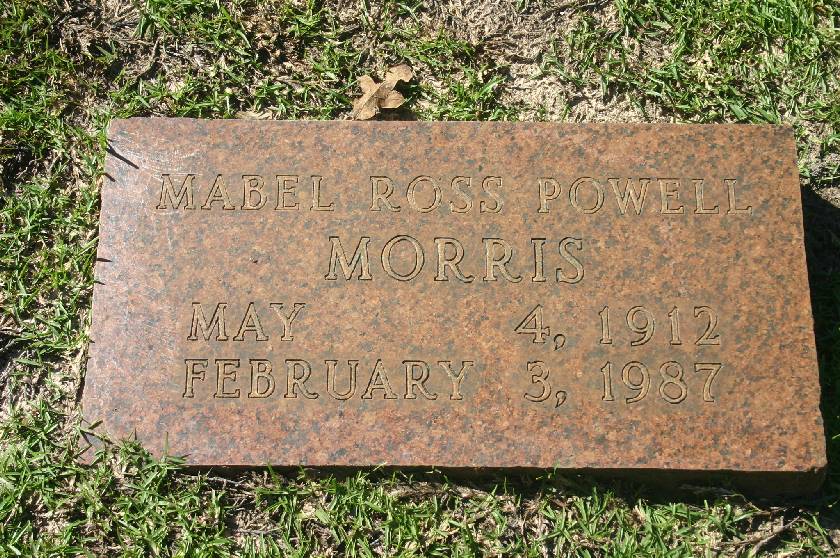 MABEL ROSS POWELL
MORRIS
MAY 4, 1912
FEBRUARY 3, 1987